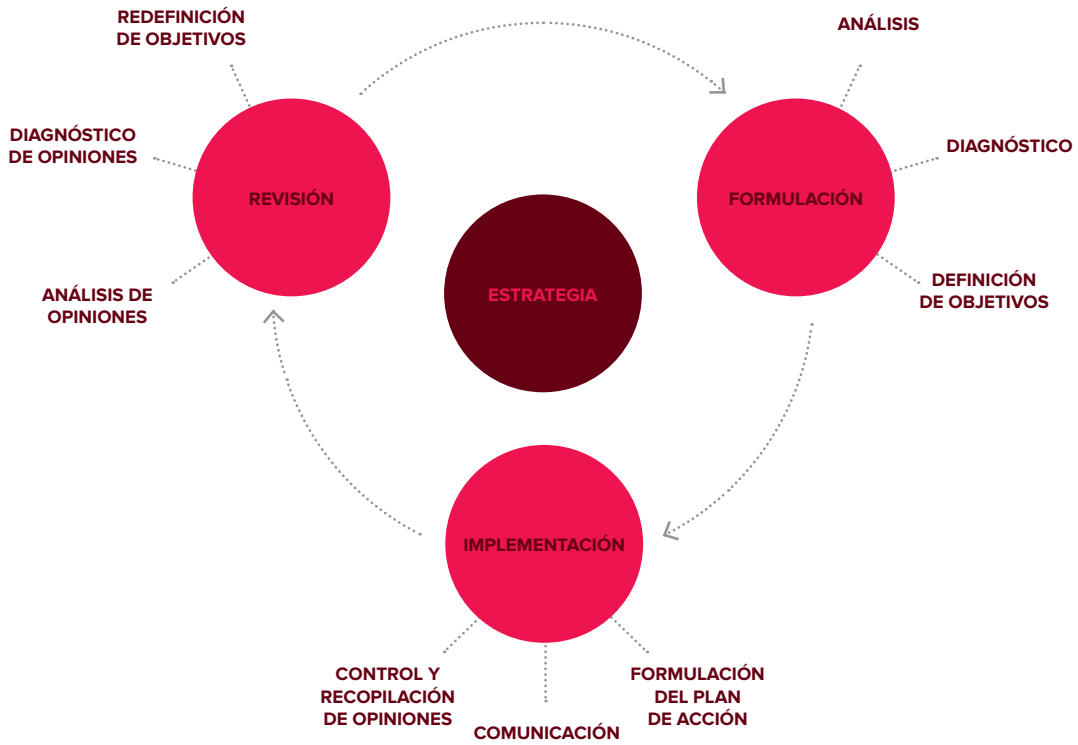 REDEFINICIÓN
DE OBJETIVOS
ANÁLISIS
DIAGNÓSTICO
DE OPINIONES
DIAGNÓSTICO
REVISIÓN
FORMULACIÓN
ESTRATEGIA
ANÁLISIS DE
OPINIONES
DEFINICIÓN
DE OBJETIVOS
IMPLEMENTACIÓN
CONTROL Y
RECOPILACIÓN
DE OPINIONES
COMUNICACIÓN
FORMULACIÓN
DEL PLAN
DE ACCIÓN